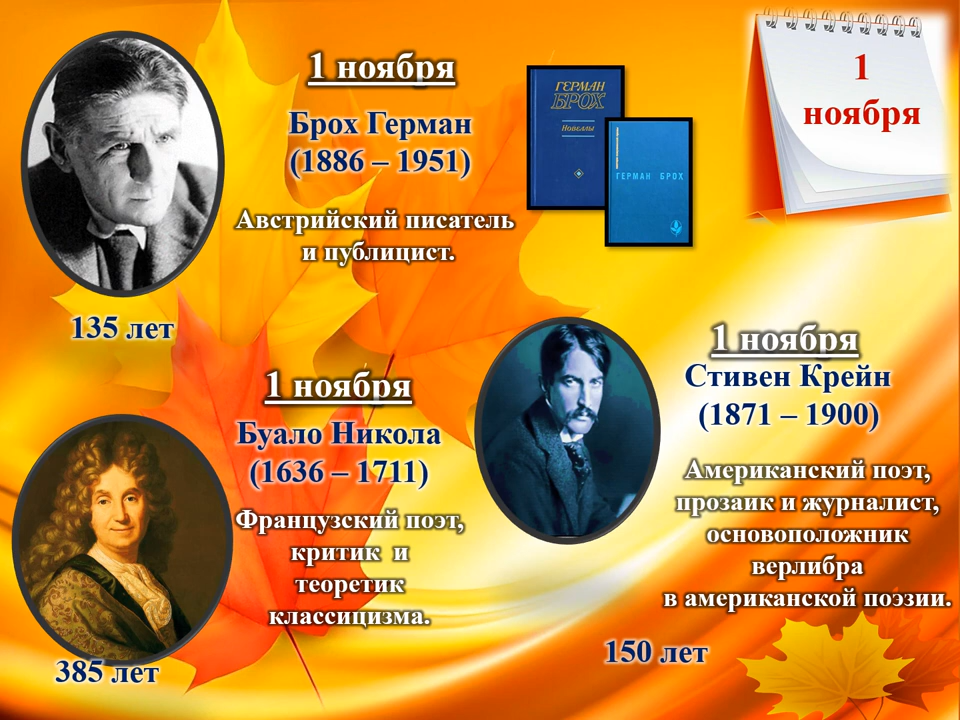 1 ноября
Брох Герман
(1886 – 1951)
Австрийский писатель
и публицист.
135 лет
ГЕРМАН
БРОХ
Новеллы
ГЕРМАН БРОХ
1
ноября
1 ноября
Буало Никола
(1636 – 1711)
Французский поэт,
критик и
теоретик
классицизма.
385 лет
1 ноября
Стивен Крейн
(1871 – 1900)
Американский поэт,
прозаик и журналист,
основоположник
верлибра
в американской поэзии.
150 лет